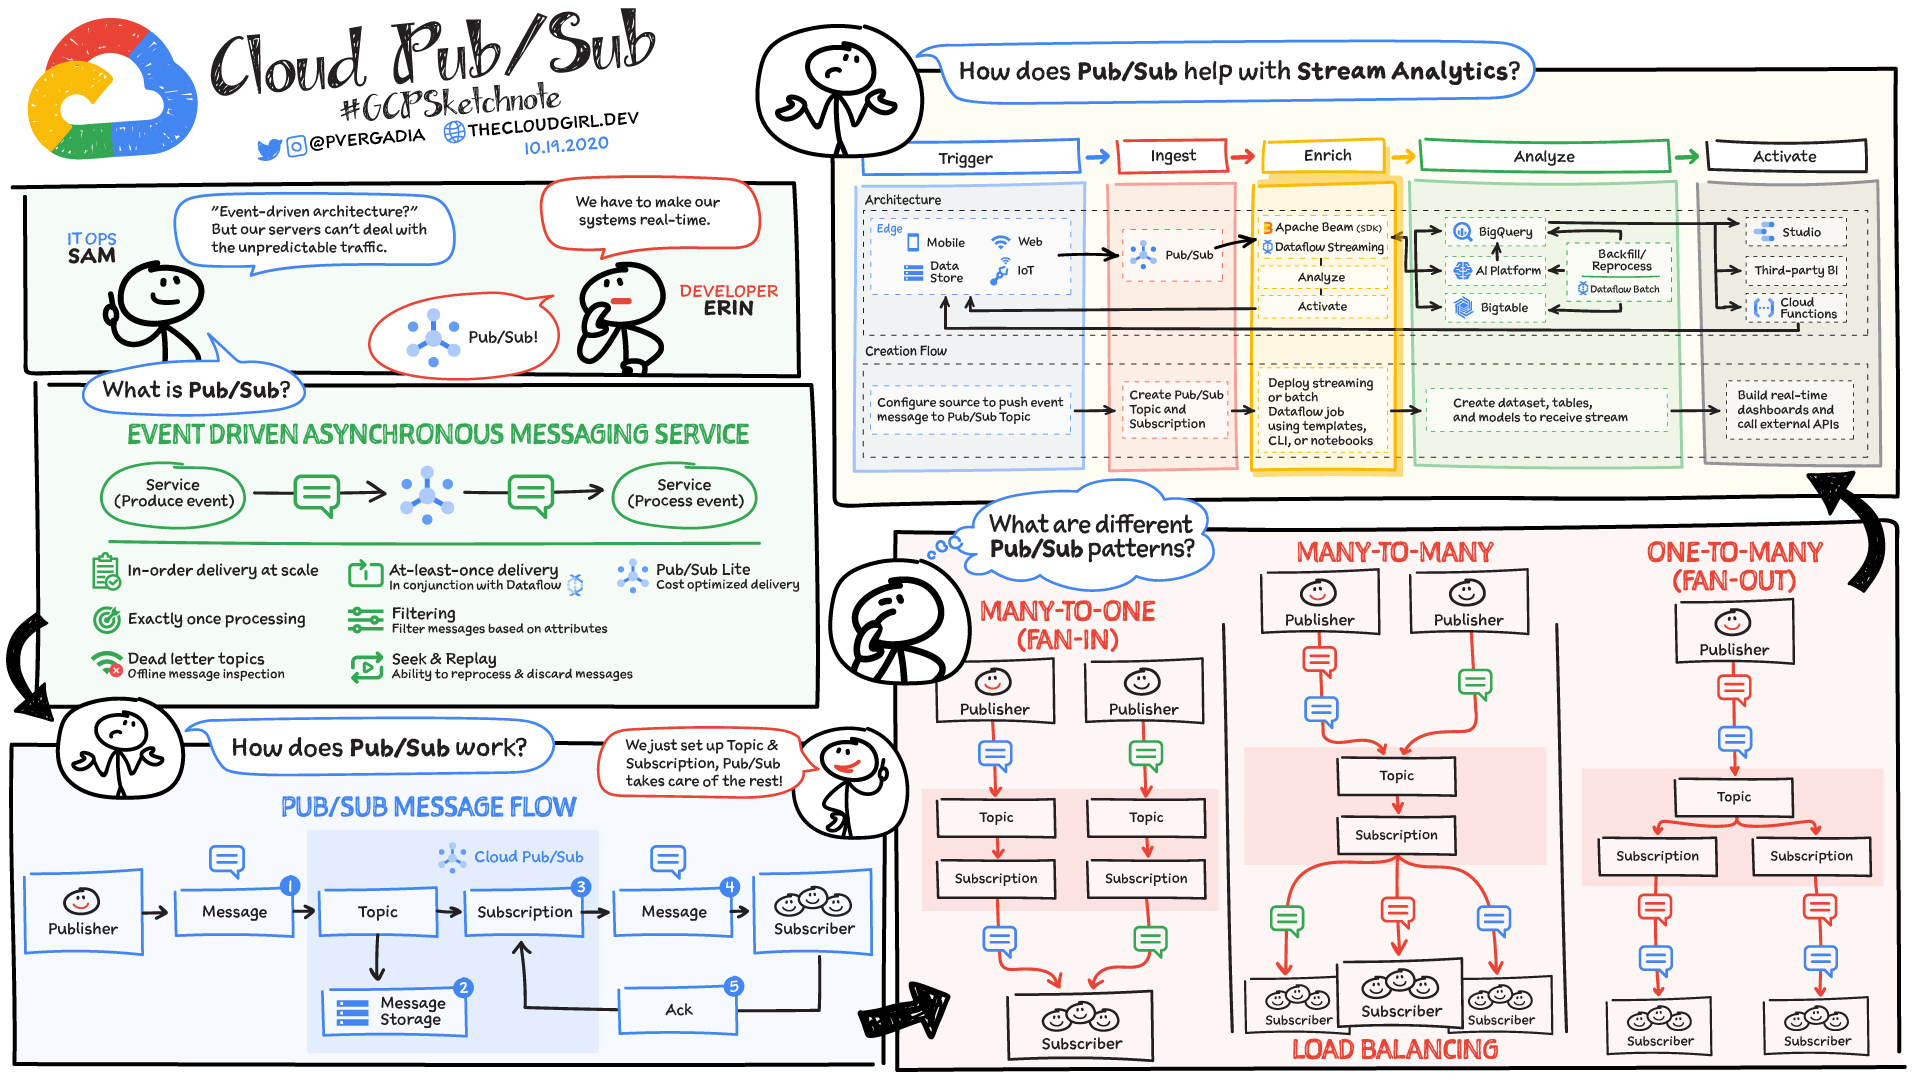 Cloud Pub/Sub
#GCPSketchnote
@PVERGADIA
THECLOUDGIRL.DEV
10.19.2020
IT OPS
SAM
"Event-driven architecture?"
But our servers can't deal with
the unpredictable traffic.
We have to make our
systems real-time.
Pub/Sub!
DEVELOPER
ERIN
What is Pub/Sub?
EVENT DRIVEN ASYNCHRONOUS MESSAGING SERVICE
Service
(Produce event)
Service
(Process event)
In-order delivery at scale
At-least-once delivery
In conjunction with Dataflow
Pub/Sub Lite
Cost optimized delivery
Exactly once processing
Filtering
Filter messages based on attributes
Dead letter topics
Offline message inspection
Seek & Replay
Ability to reprocess & discard messages
How does Pub/Sub work?
We just set up Topic &
Subscription, Pub/Sub
takes care of the rest!
PUB/SUB MESSAGE FLOW
Cloud Pub/Sub
Publisher
1
Message
Topic
3
Subscription
4
Message
Subscriber
2
Message
Storage
5
Ack
How does Pub/Sub help with Stream Analytics?
Trigger
Ingest
Enrich
Analyze
Activate
Architecture
Edge
Mobile
Web
Data
Store
IoT
Pub/Sub
Apache Beam (SDK)
Dataflow Streaming
Analyze
Activate
BigQuery
AI Platform
Bigtable
Backfill/
Reprocess
Dataflow Batch
Studio
Third-party BI
Cloud
Functions
Creation Flow
Configure source to push event
message to Pub/Sub Topic
Create Pub/Sub
Topic and
Subscription
Deploy streaming
or batch
Dataflow job
using templates,
CLI, or notebooks
Create dataset, tables,
and models to receive stream
Build real-time
dashboards and
call external APIs
What are different
Pub/Sub patterns?
MANY-TO-ONE
(FAN-IN)
Publisher
Publisher
Topic
Topic
Subscription
Subscription
Subscriber
MANY-TO-MANY
Publisher
Publisher
Topic
Subscription
Subscriber
Subscriber
Subscriber
LOAD BALANCING
ONE-TO-MANY
(FAN-OUT)
Publisher
Topic
Subscription
Subscription
Subscriber
Subscriber